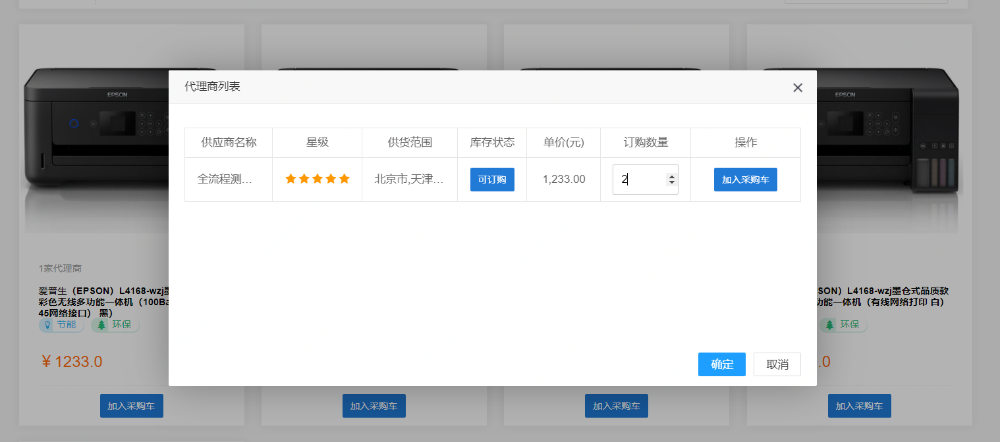 代理商列表
供应商名称 星级 供货范围 库存状态 单价(元) 订购数量 操作
全流程测... 北京市,天津... 可订购 1,233.00 2 加入采购车
确定 取消
EPSON
EPSON
1家代理商
爱普生（EPSON）L4168-wzj墨
彩色无线多功能一体机（100Ba
45网络接口） 黑）
节能 环保
￥1233.0
加入采购车
加入采购车
加入采购车
SON）L4168-wzj墨仓式品质款
功能一体机（有线网络打印 白）
环保
.0
加入采购车